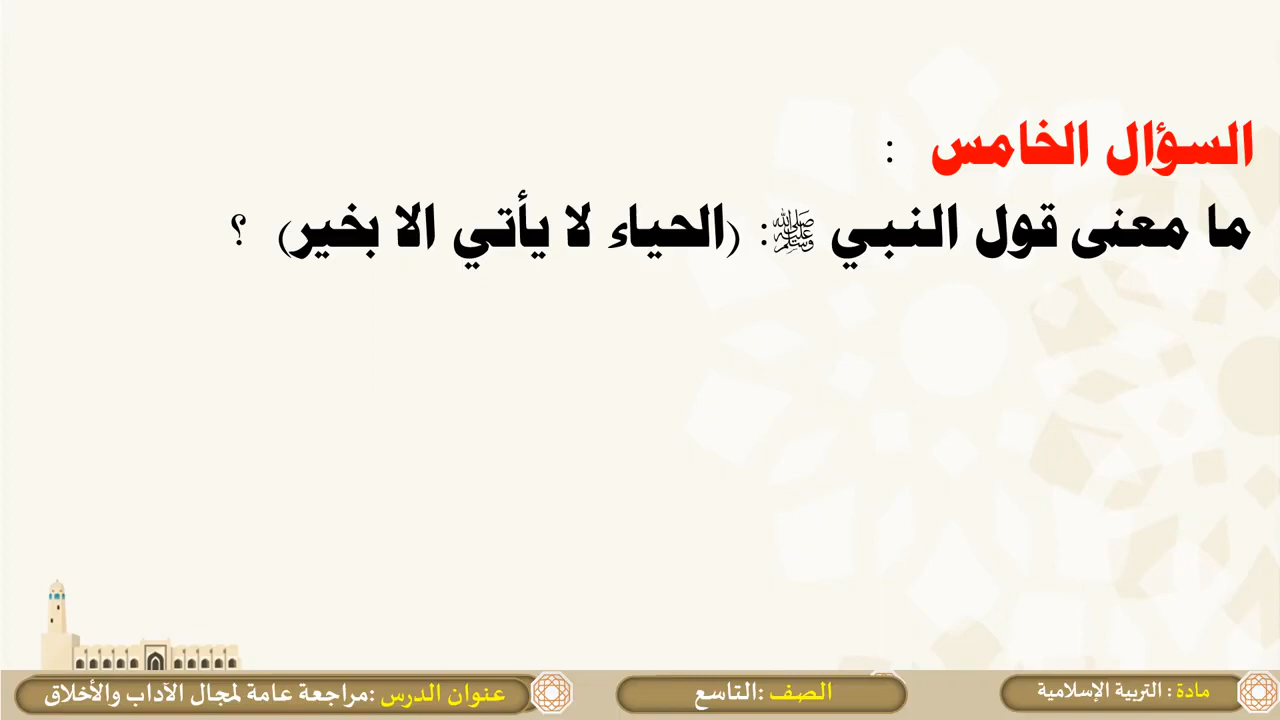 السؤال الخامس :
ما معنى قول النبي ﷺ: (الحياء لا يأتي الا بخير) ؟
مادة : التربية الإسلامية
الصف :التاسع
عنوان الدرس :مراجعة عامة لمجال الآداب والأخلاق